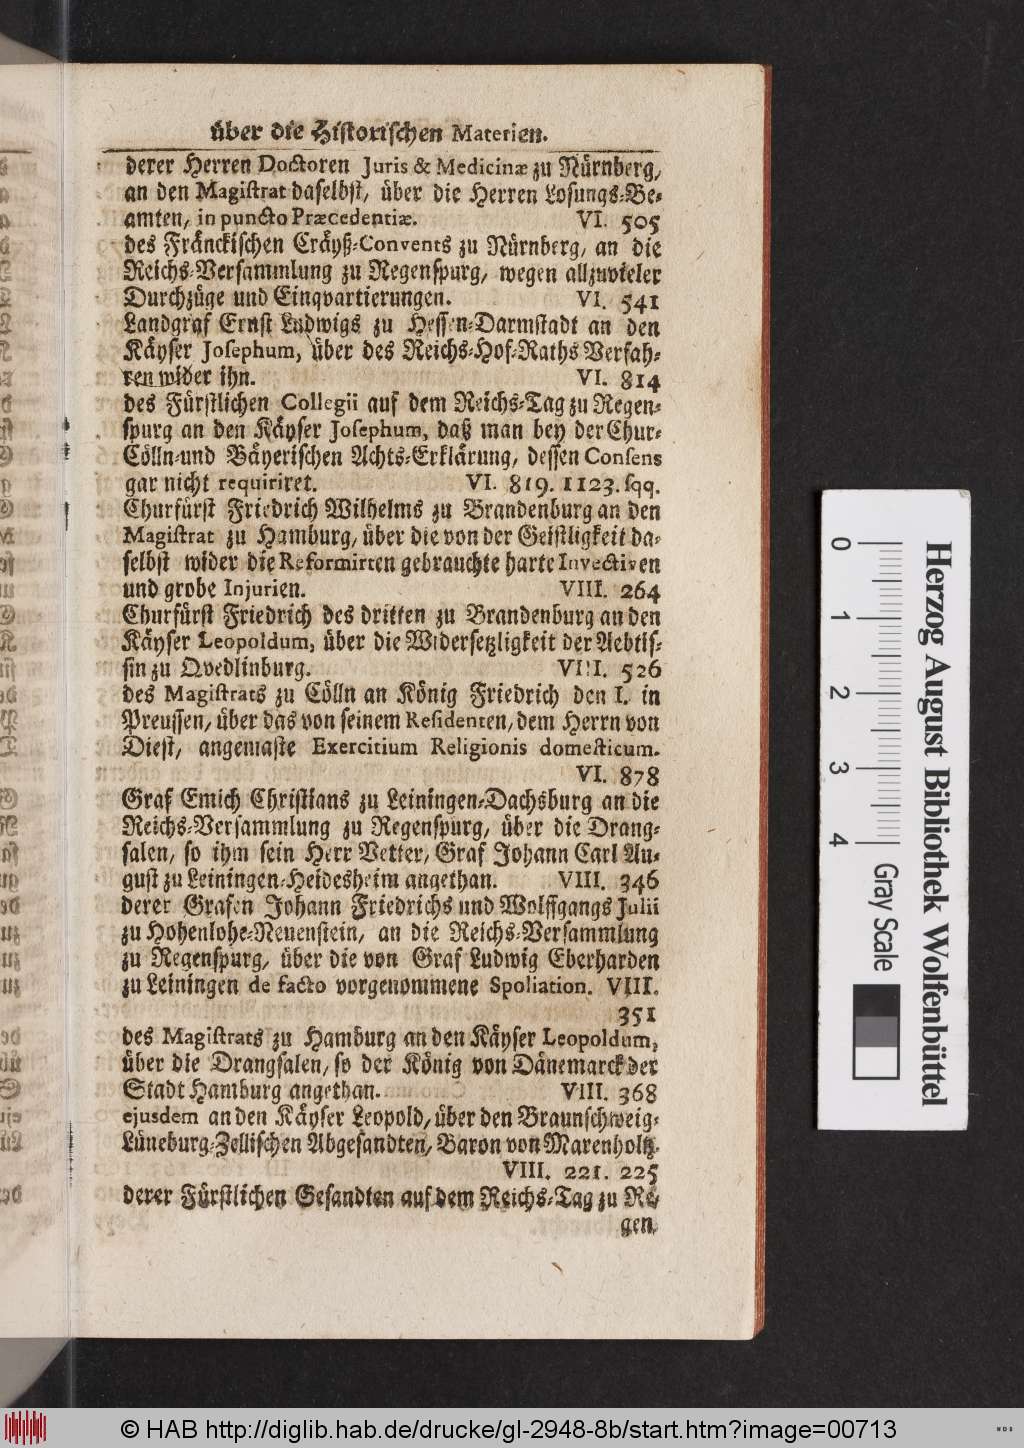 über die Historischen Materien.
derer Herren Doctoren Juris & Medicinæ zu Nürnberg,
an den Magistrat daselbst, über die Herren Losungs-Be-
amten, in puncto Præcedentiæ. VI. 505
des Fränckischen Cräyß-Convents zu Nürnberg, an die
Reichs-Versammlung zu Regenspurg, wegen allzuvieler
Durchzüge und Einqvartierungen. VI. 541
Landgraf Ernst Ludwigs zu Hessen-Darmstadt an den
Käyser Josephum, über des Reichs-Hof-Raths Verfah-
ren wider ihn. VI. 814
des Fürstlichen Collegii auf dem Reichs-Tag zu Regen-
spurg an den Käyser Josephum, daß man bey der Chur-
Cölln-und Bäyerischen Achts-Erklärung, dessen Consens
gar nicht requiriret. VI. 819. 1123. sqq.
Churfürst Friedrich Wilhelms zu Brandenburg an den
Magistrat zu Hamburg, über die von der Geistligkeit da-
selbst wider die Reformirten gebrauchte harte Invectiven
und grobe Injurien. VIII. 264
Churfürst Friedrich des dritten zu Brandenburg an den
Käyser Leopoldum, über die Widersetzligkeit der Aebtis-
sin zu Qvedlinburg. VIII. 526
des Magistrats zu Cölln an König Friedrich den I. in
Preussen, über das von seinem Residenten, dem Herrn von
Diest, angemaste Exercitium Religionis domesticum.
VI. 878
Graf Emich Christians zu Leiningen-Dachsburg an die
Reichs-Versammlung zu Regenspurg, über die Drang-
salen, so ihm sein Herr Vetter, Graf Johann Carl Au-
gust zu Leiningen-Heidesheim angethan. VIII. 346
derer Grafen Johann Friedrichs und Wolffgangs Julii
zu Hohenlohe-Neuenstein, an die Reichs-Versammlung
zu Regenspurg, über die von Graf Ludwig Eberharden
zu Leiningen de facto vorgenommene Spoliation. VIII.
351
des Magistrats zu Hamburg an den Käyser Leopoldum,
über die Drangsalen, so der König von Dänemarck der
Stadt Hamburg angethan. VIII. 368
ejusdem an den Käyser Leopold, über den Braunschweig-
Lüneburg-Zellischen Abgesandten, Baron von Marenholtz.
VIII. 221. 225
derer Fürstlichen Gesandten auf dem Reichs-Tag zu Re-
gen
0 1 2 3 4
Gray Scale
Herzog August Bibliothek Wolfenbüttel
© HAB http://diglib.hab.de/drucke/gl-2948-8b/start.htm?image=00713